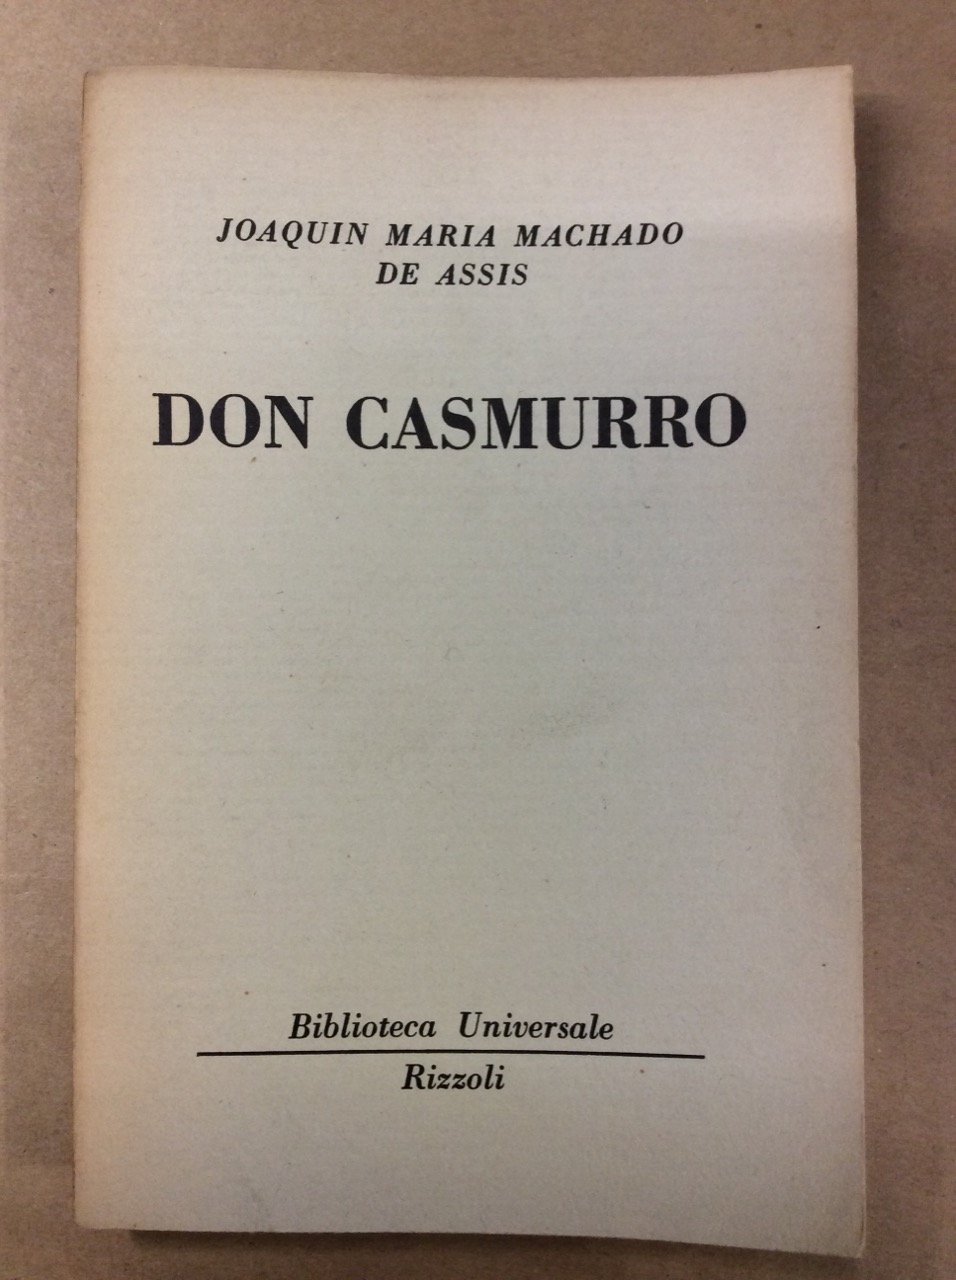 JOAQUIN MARIA MACHADO
DE ASSIS
DON CASMURRO
Biblioteca Universale
Rizzoli